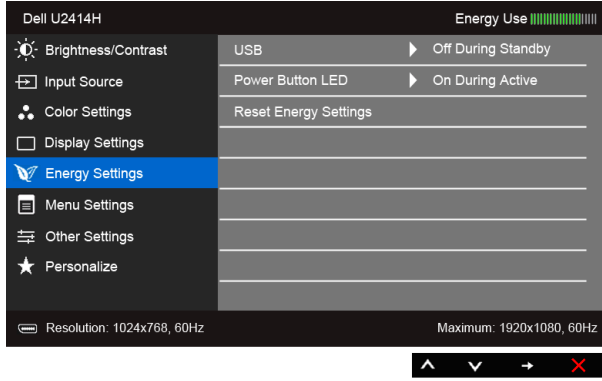 Dell U2414H Energy Use
Brightness/Contrast USB Off During Standby
Input Source Power Button LED On During Active
Color Settings Reset Energy Settings
Display Settings
Energy Settings
Menu Settings
Other Settings
Personalize
Resolution: 1024x768, 60Hz Maximum: 1920x1080, 60Hz